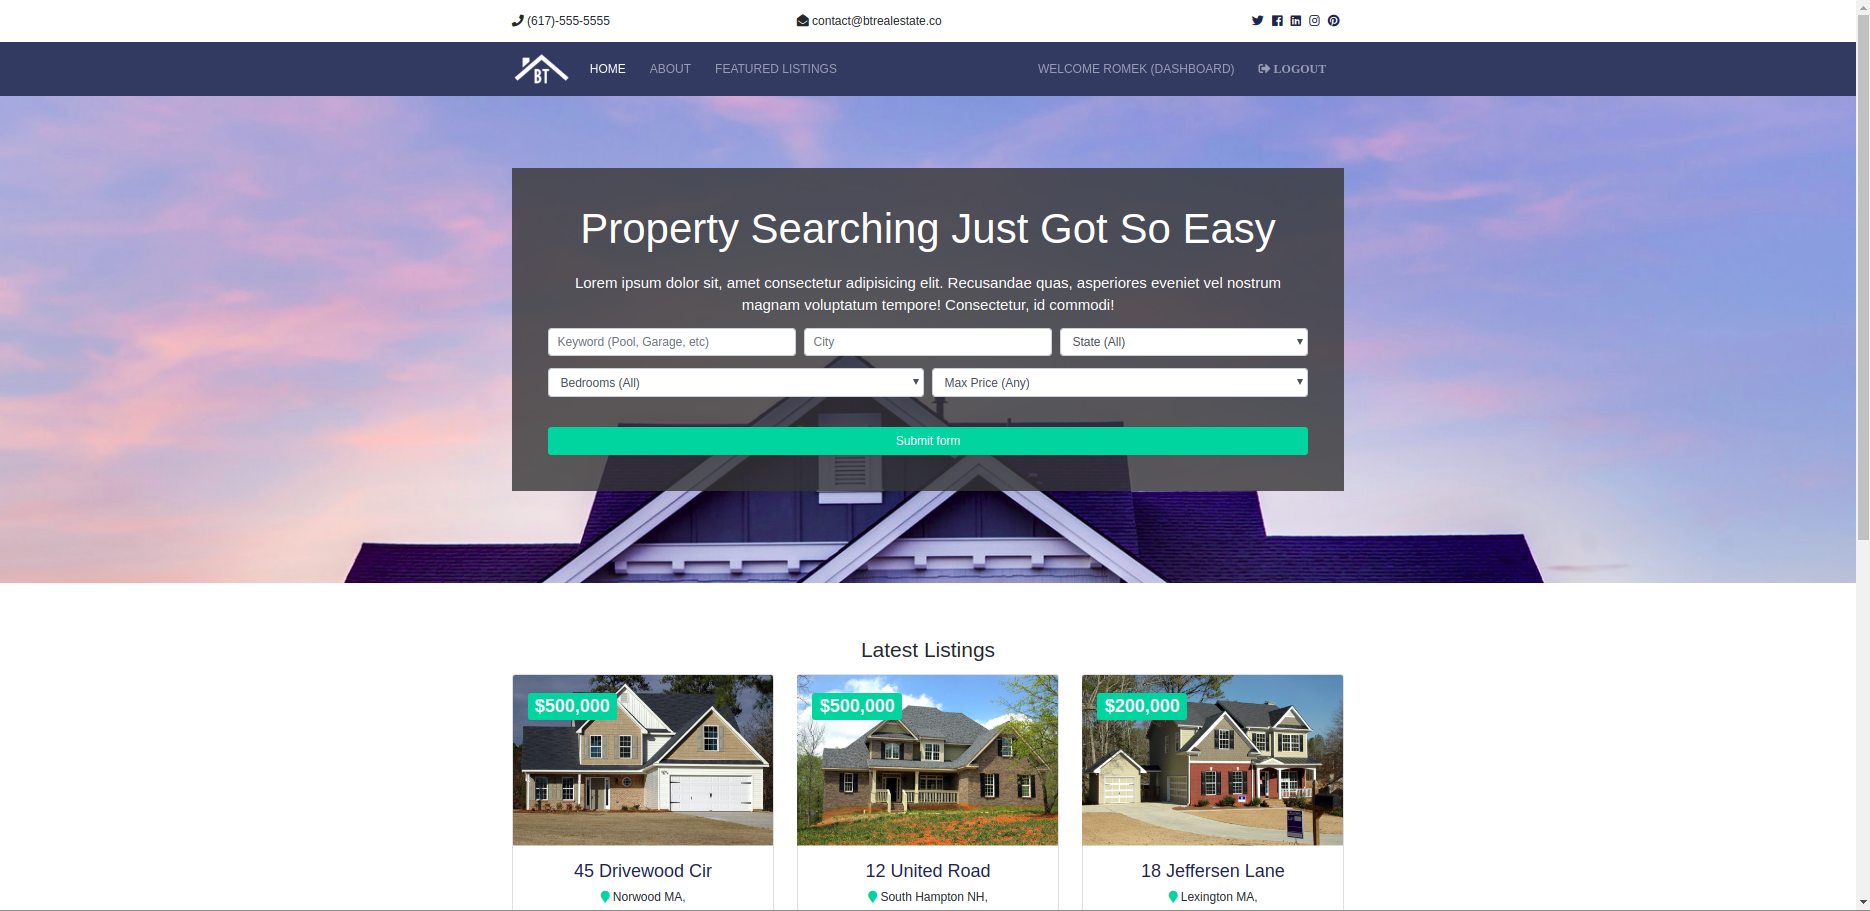 (617)-555-5555
contact@btrealestate.co
BT
HOME
ABOUT
FEATURED LISTINGS
WELCOME ROMEK (DASHBOARD)
LOGOUT
Property Searching Just Got So Easy
Lorem ipsum dolor sit, amet consectetur adipisicing elit. Recusandae quas, asperiores eveniet vel nostrum
magnam voluptatum tempore! Consectetur, id commodi!
Keyword (Pool, Garage, etc)
City
State (All)
Bedrooms (All)
Max Price (Any)
Submit form
Latest Listings
$500,000
$500,000
$200,000
45 Drivewood Cir
12 United Road
18 Jeffersen Lane
Norwood MA,
South Hampton NH,
Lexington MA,